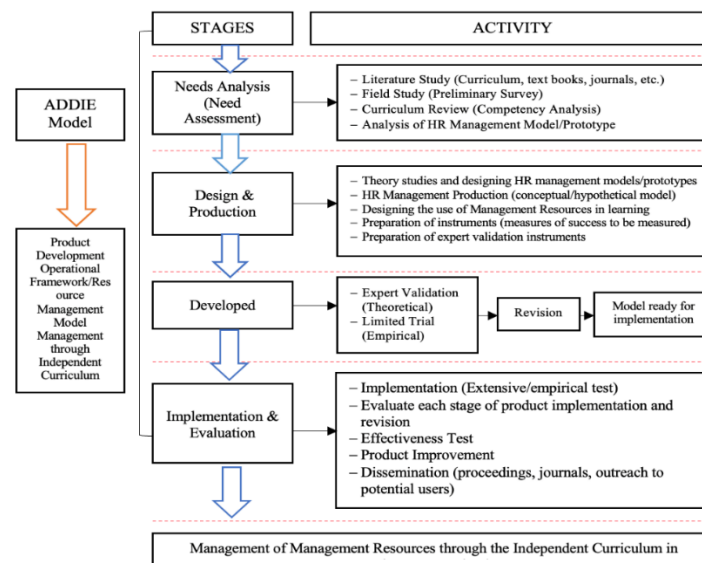 STAGES
ACTIVITY
ADDIE
Model
Product
Development
Operational
Framework/Res
ource
Management
Model
Management
through
Independent
Curriculum
Needs Analysis
(Need
Assessment)
– Literature Study (Curriculum, text books, journals, etc.)
– Field Study (Preliminary Survey)
– Curriculum Review (Competency Analysis)
– Analysis of HR Management Model/Prototype
Design &
Production
– Theory studies and designing HR management models/prototypes
– HR Management Production (conceptual/hypothetical model)
– Designing the use of Management Resources in learning
– Preparation of instruments (measures of success to be measured)
– Preparation of expert validation instruments
Developed
– Expert Validation
(Theoretical)
– Limited Trial
(Empirical)
Revision
Model ready for
implementation
Implementation &
Evaluation
– Implementation (Extensive/empirical test)
– Evaluate each stage of product implementation and
revision
– Effectiveness Test
– Product Improvement
– Dissemination (proceedings, journals, outreach to
potential users)
Management of Management Resources through the Independent Curriculum in